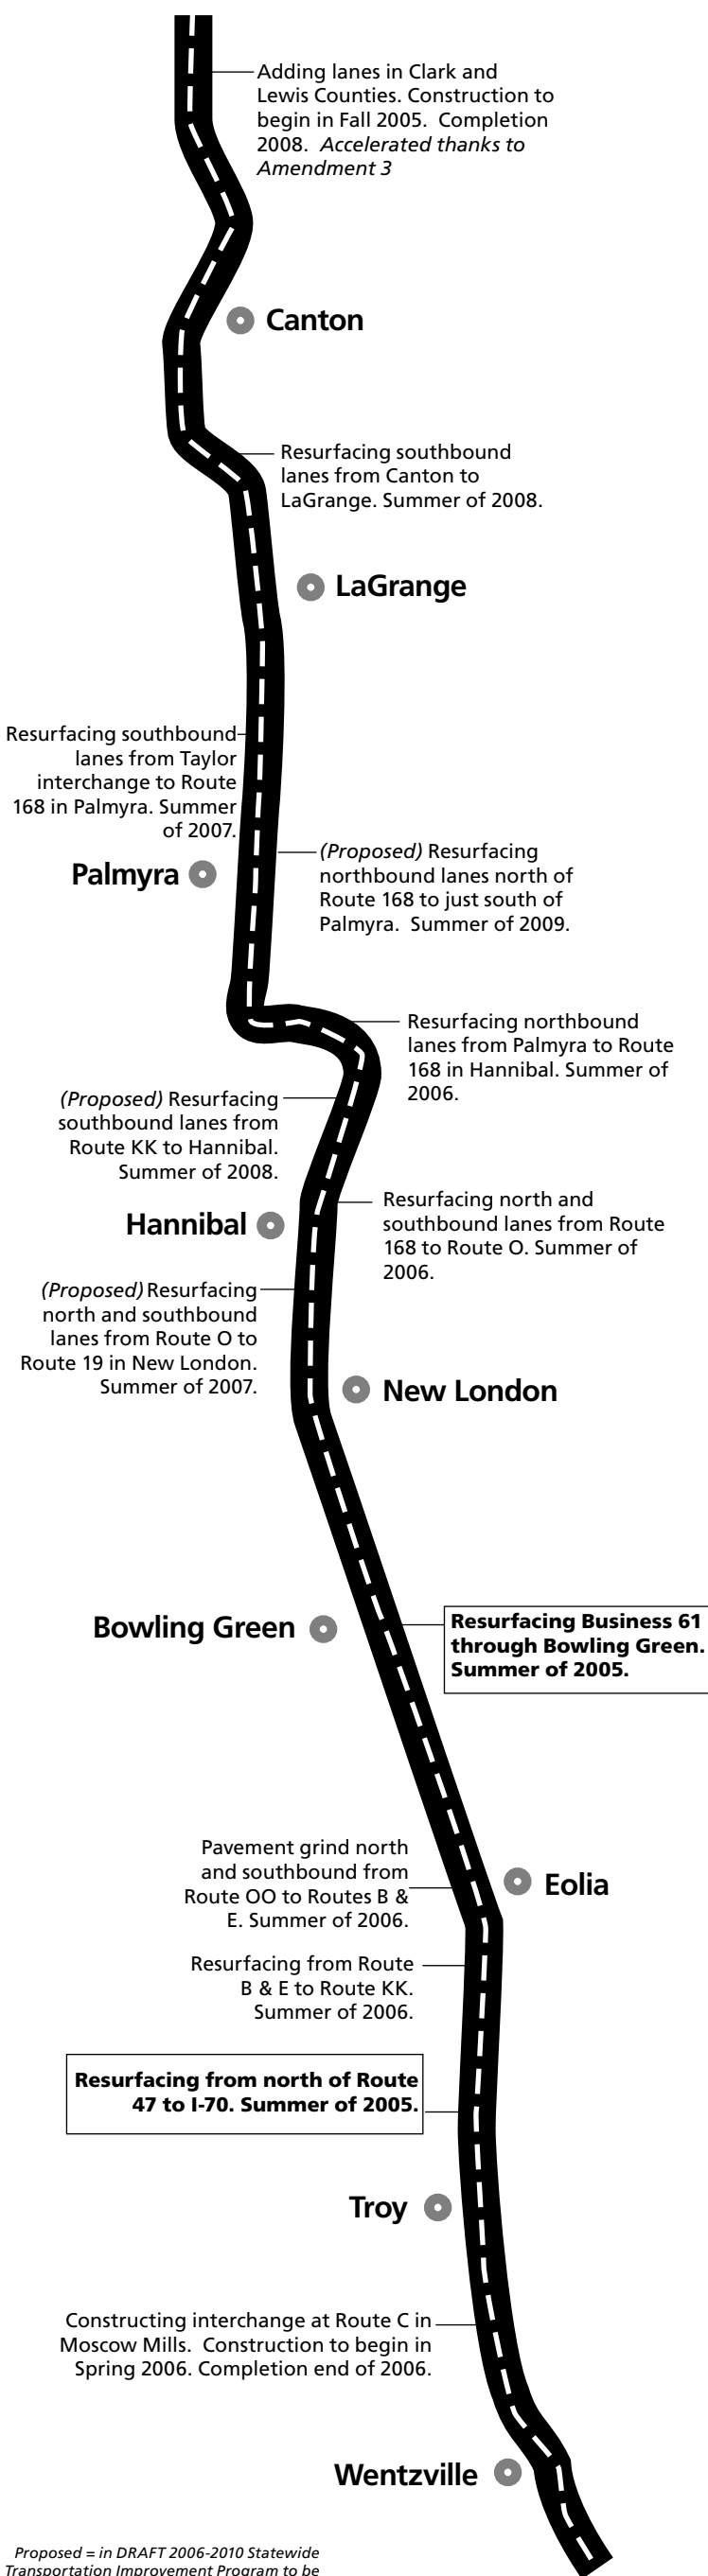 Adding lanes in Clark and
Lewis Counties. Construction to
begin in Fall 2005.  Completion
2008.  Accelerated thanks to
Amendment 3
Canton
Resurfacing southbound
lanes from Canton to
LaGrange. Summer of 2008.
LaGrange
Resurfacing southbound
lanes from Taylor
interchange to Route
168 in Palmyra. Summer
of 2007.
(Proposed) Resurfacing
northbound lanes north of
Route 168 to just south of
Palmyra.  Summer of 2009.
Palmyra
Resurfacing northbound
lanes from Palmyra to Route
168 in Hannibal. Summer of
2006.
(Proposed) Resurfacing
southbound lanes from
Route KK to Hannibal.
Summer of 2008.
Resurfacing north and
southbound lanes from Route
168 to Route O. Summer of
2006.
Hannibal
(Proposed) Resurfacing
north and southbound
lanes from Route O to
Route 19 in New London.
Summer of 2007.
New London
Bowling Green
Resurfacing Business 61
through Bowling Green.
Summer of 2005.
Pavement grind north
and southbound from
Route OO to Routes B &
E. Summer of 2006.
Eolia
Resurfacing from Route
B & E to Route KK.
Summer of 2006.
Resurfacing from north of Route
47 to I-70. Summer of 2005.
Troy
Constructing interchange at Route C in
Moscow Mills.  Construction to begin in
Spring 2006. Completion end of 2006.
Wentzville
Proposed = in DRAFT 2006-2010 Statewide
Transportation Improvement Program to be